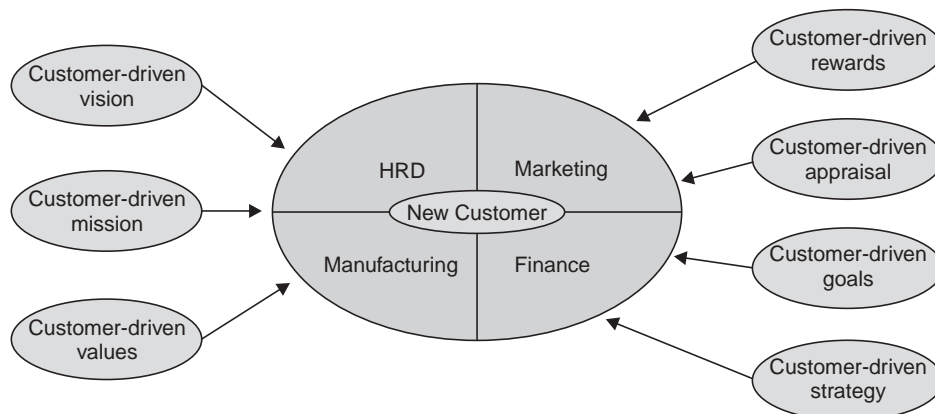 Customer-driven
vision
Customer-driven
mission
Customer-driven
values
HRD
Marketing
New Customer
Manufacturing
Finance
Customer-driven
rewards
Customer-driven
appraisal
Customer-driven
goals
Customer-driven
strategy